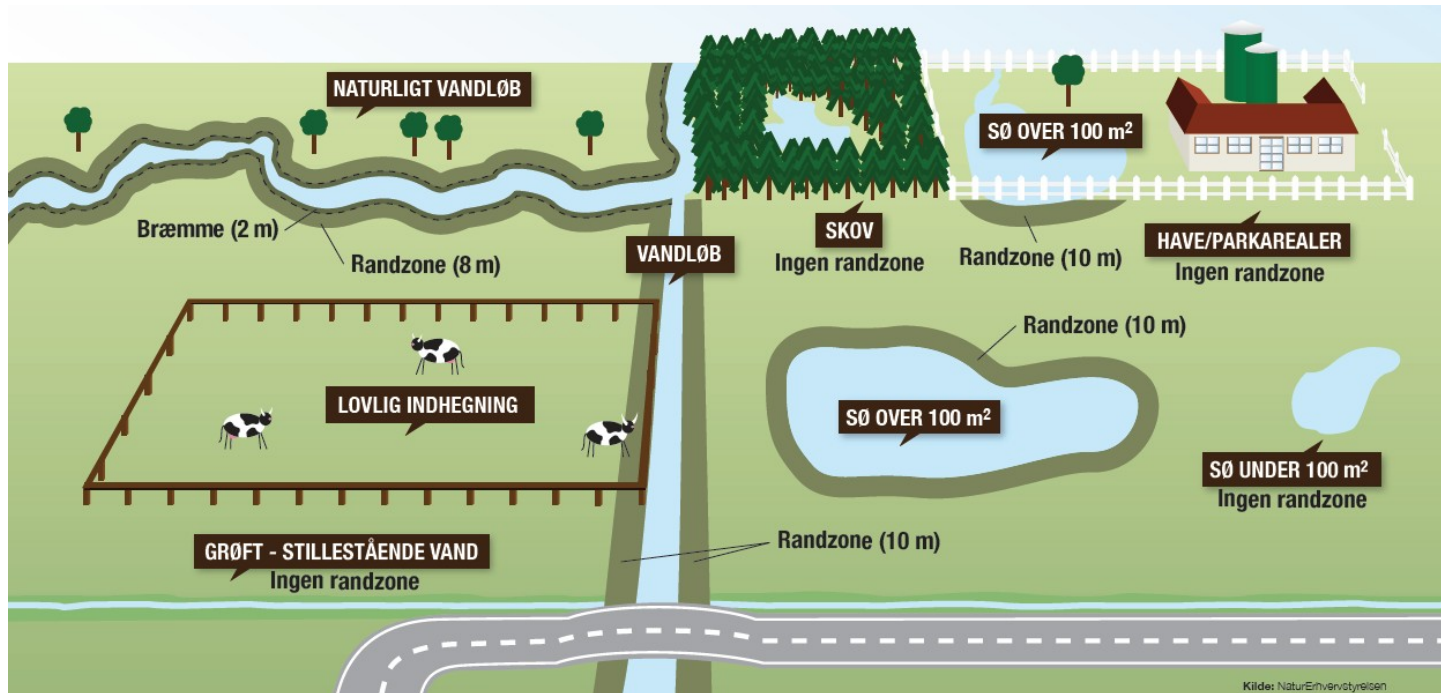 NATURLIGT VANDLØB
SØ OVER 100 m²
Bræmme (2 m)
Randzone (8 m)
VANDLØB
SKOV
Ingen randzone
Randzone (10 m)
HAVE/PARKAREALER
Ingen randzone
Randzone (10 m)
LOVLIG INDHEGNING
SØ OVER 100 m²
SØ UNDER 100 m²
Ingen randzone
GRØFT - STILLESTÅENDE VAND
Ingen randzone
Randzone (10 m)
Kilde: NaturErhvervstyrelsen